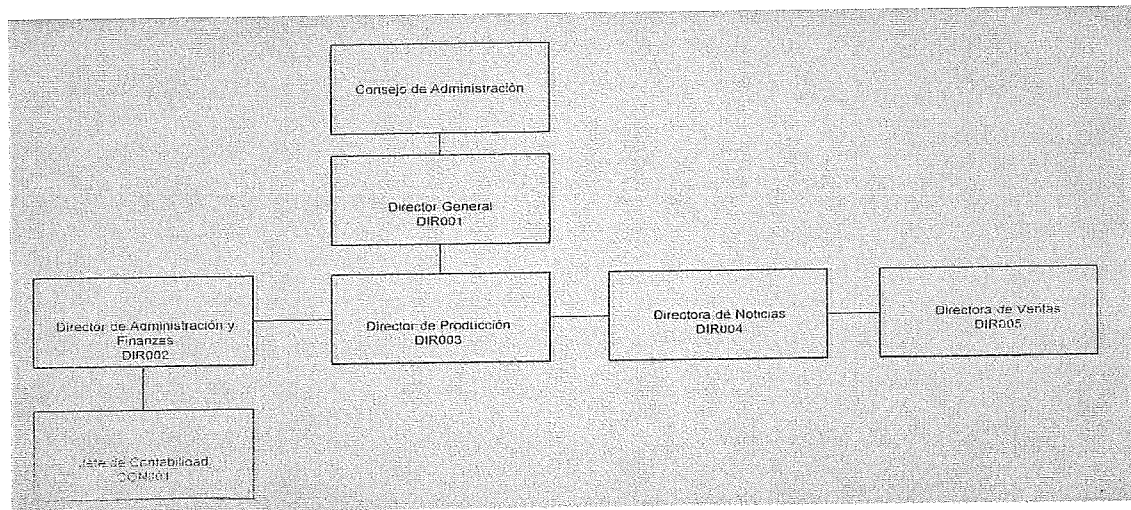 Consejo de Administración
Director General
DIR001
Director de Administración y
Finanzas
DIR002
Director de Producción
DIR003
Directora de Noticias
DIR004
Directora de Ventas
DIR005
Jefe de Contabilidad